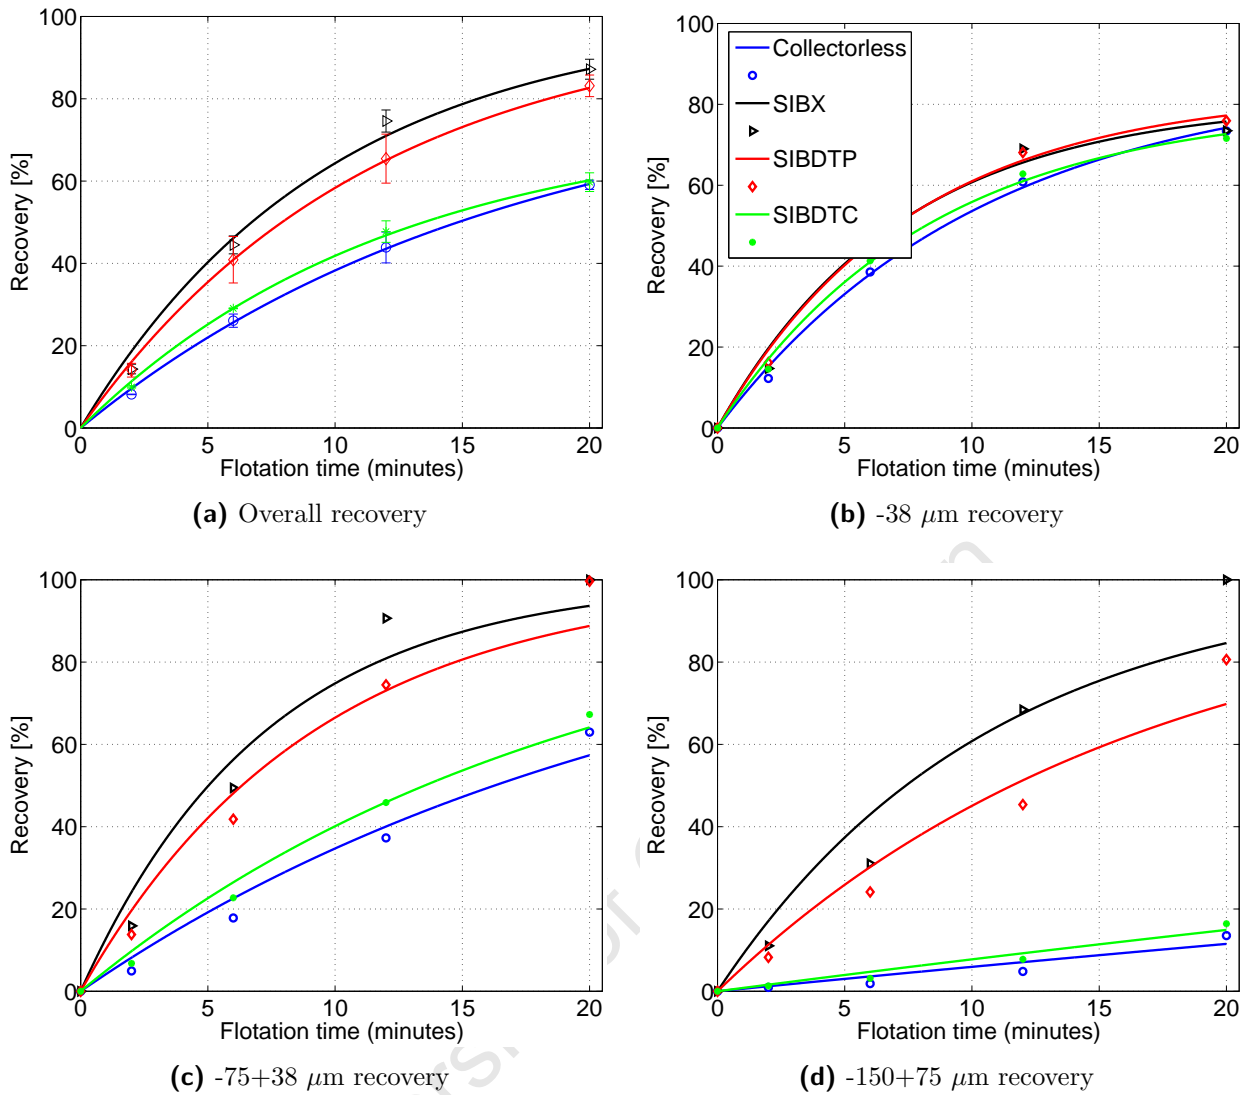 100
80
60
40
20
0
Recovery [%]
0 5 10 15 20
Flotation time (minutes)
(a) Overall recovery
100
80
60
40
20
0
Recovery [%]
Collectorless
SIBX
SIBDTP
SIBDTC
0 5 10 15 20
Flotation time (minutes)
(b) -38 μm recovery
100
80
60
40
20
0
Recovery [%]
0 5 10 15 20
Flotation time (minutes)
(c) -75+38 μm recovery
100
80
60
40
20
0
Recovery [%]
0 5 10 15 20
Flotation time (minutes)
(d) -150+75 μm recovery